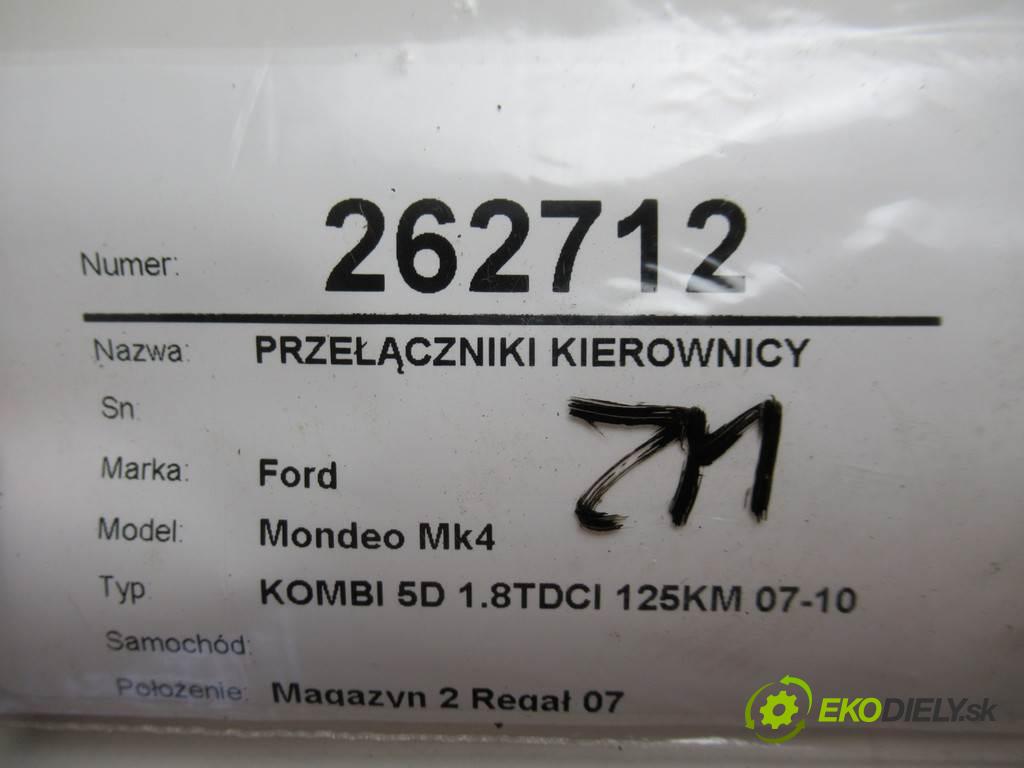 Numer: 262712
Nazwa: PRZEŁĄCZNIKI KIEROWNICY
Sn:
Marka: Ford
Model: Mondeo Mk4
Typ: KOMBI 5D 1.8TDCI 125KM 07-10
Samochód:
Położenie: Magazyn 2 Regał 07
EKODIELY.sk